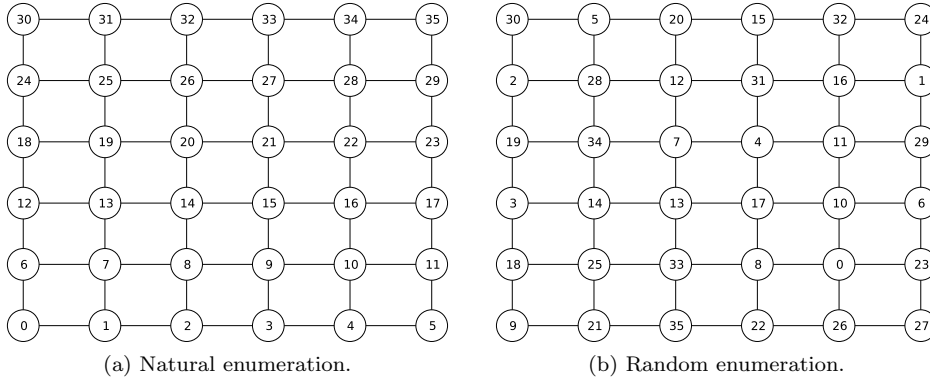 30 31 32 33 34 35
24 25 26 27 28 29
18 19 20 21 22 23
12 13 14 15 16 17
6 7 8 9 10 11
0 1 2 3 4 5
(a) Natural enumeration.
30 5 20 15 32 24
2 28 12 31 16 1
19 34 7 4 11 29
3 14 13 17 10 6
18 25 33 8 0 23
9 21 35 22 26 27
(b) Random enumeration.